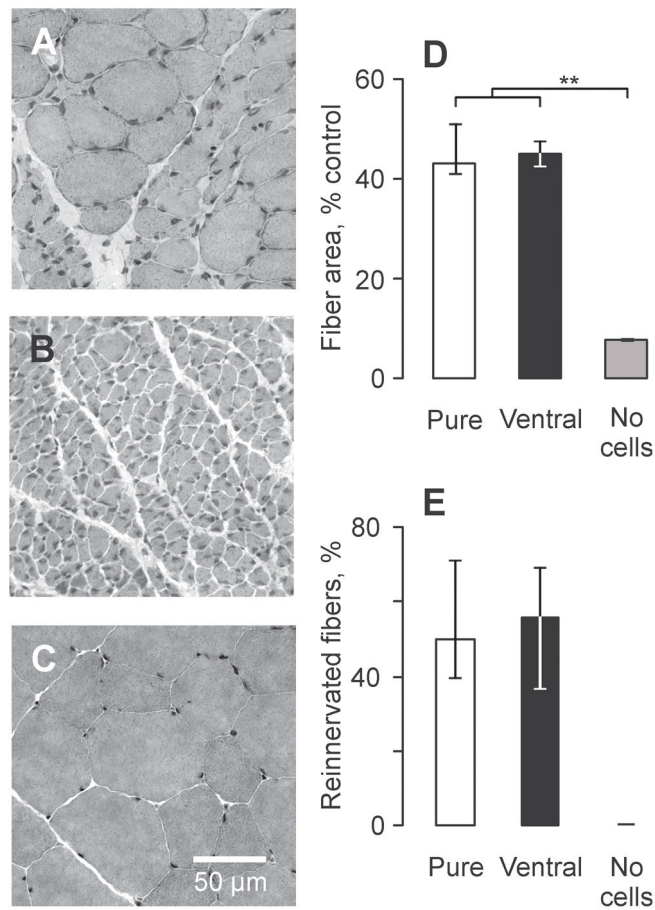 A
B
C
50 µm
D
Fiber area, % control
60
40
20
0
**
Pure
Ventral
No cells
E
Reinnervated fibers, %
80
40
0
Pure
Ventral
No cells